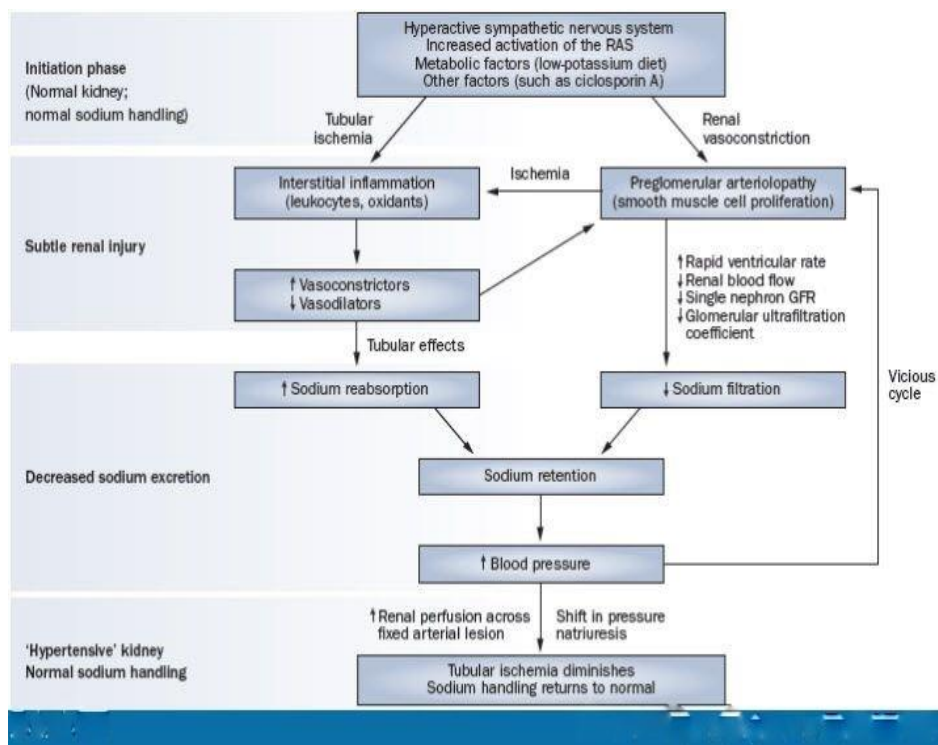 Hyperactive sympathetic nervous system
Increased activation of the RAS
Metabolic factors (low-potassium diet)
Other factors (such as ciclosporin A)
Initiation phase
(Normal kidney;
normal sodium handling)
Tubular
ischemia
Renal
vasoconstriction
Interstitial inflammation
(leukocytes, oxidants)
Ischemia
Preglomerular arteriolopathy
(smooth muscle cell proliferation)
Subtle renal injury
↑ Vasoconstrictors
↓ Vasodilators
↑ Rapid ventricular rate
↓ Renal blood flow
↓ Single nephron GFR
↓ Glomerular ultrafiltration
coefficient
Tubular effects
↑ Sodium reabsorption
↓ Sodium filtration
Vicious
cycle
Decreased sodium excretion
Sodium retention
↑ Blood pressure
↑ Renal perfusion across
fixed arterial lesion
Shift in pressure
natriuresis
'Hypertensive' kidney
Normal sodium handling
Tubular ischemia diminishes
Sodium handling returns to normal